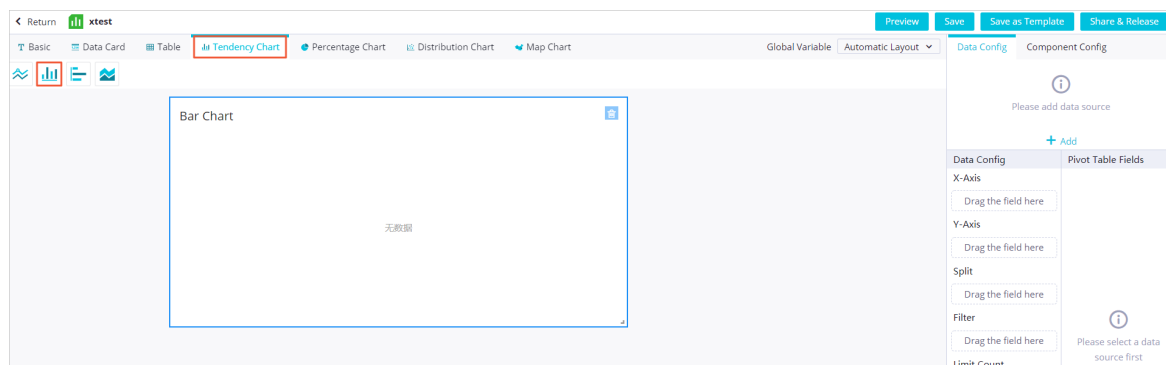 Return xtest Preview Save Save as Template Share & Release
Basic Data Card Table Tendency Chart Percentage Chart Distribution Chart Map Chart Global Variable Automatic Layout Data Config Component Config
Bar Chart
无数据
Please add data source
+ Add
Data Config Pivot Table Fields
X-Axis
Drag the field here
Y-Axis
Drag the field here
Split
Drag the field here
Filter
Drag the field here
Please select a data
source first
Limit Count